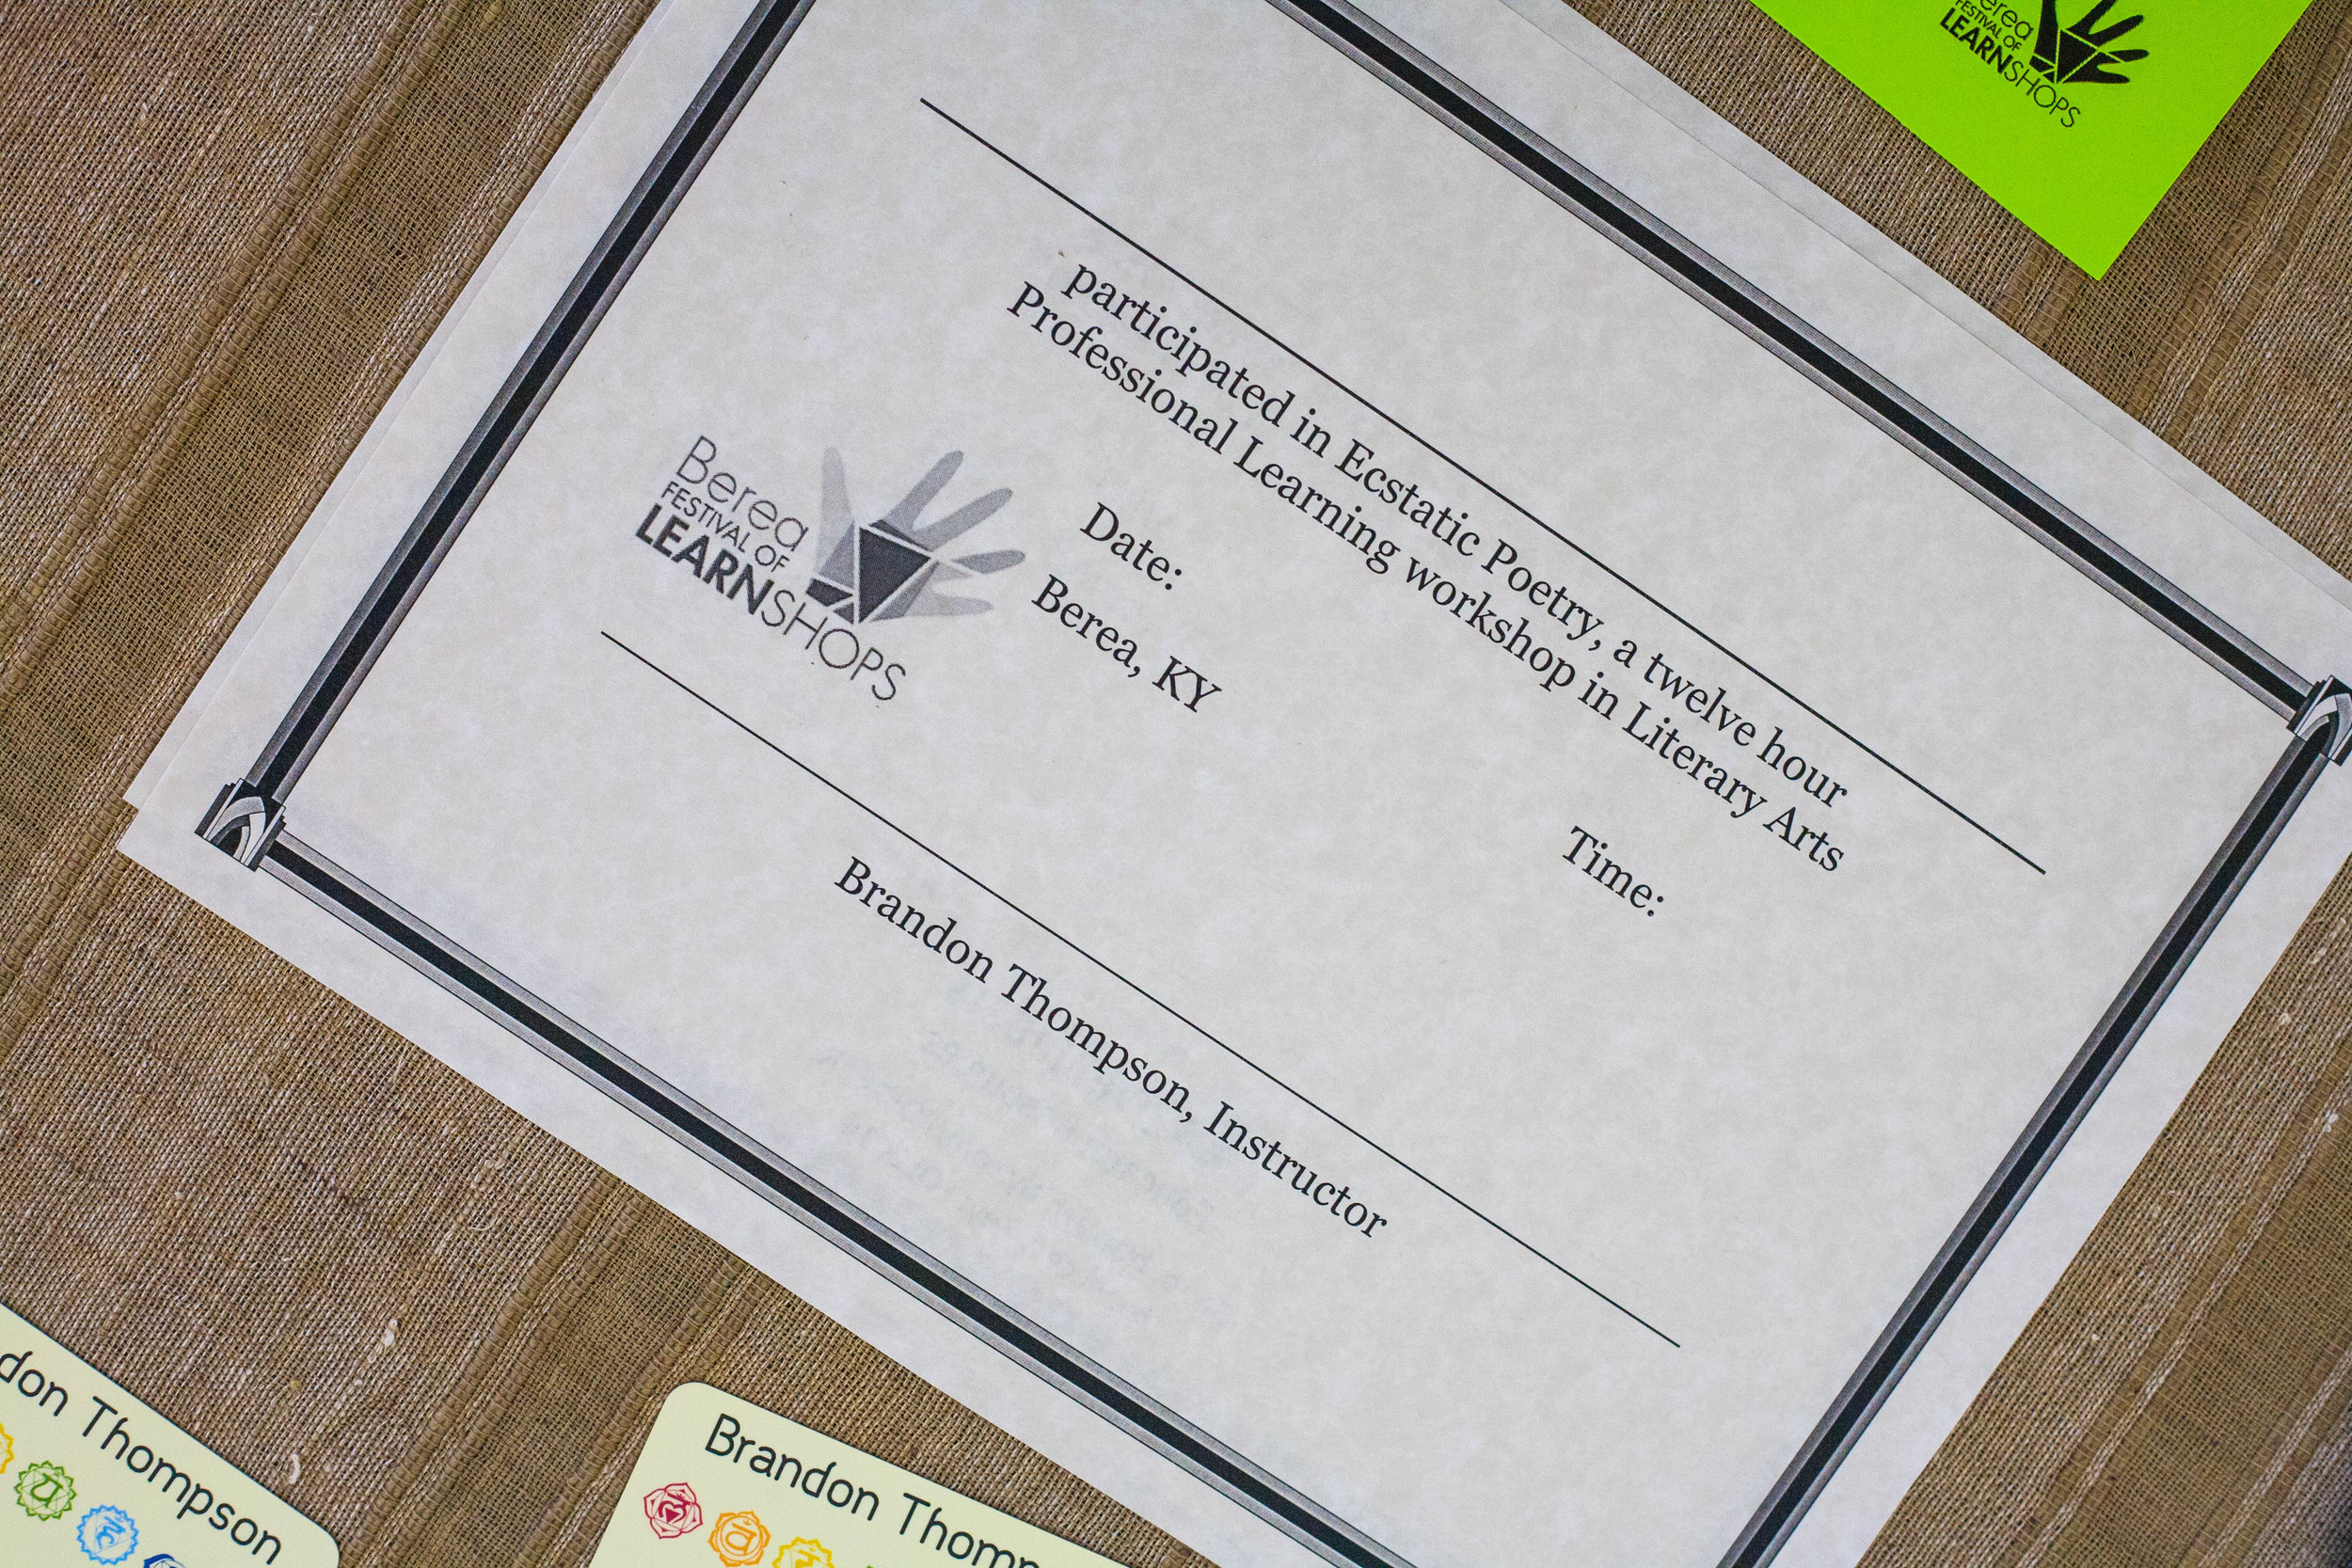 Berea
FESTIVAL OF
LEARNSHOPS
participated in Ecstatic Poetry, a twelve hour
Professional Learning workshop in Literary Arts
Date:
Time:
Berea, KY
Berea
FESTIVAL OF
LEARNSHOPS
Brandon Thompson, Instructor
don Thompson
Brandon Thomp